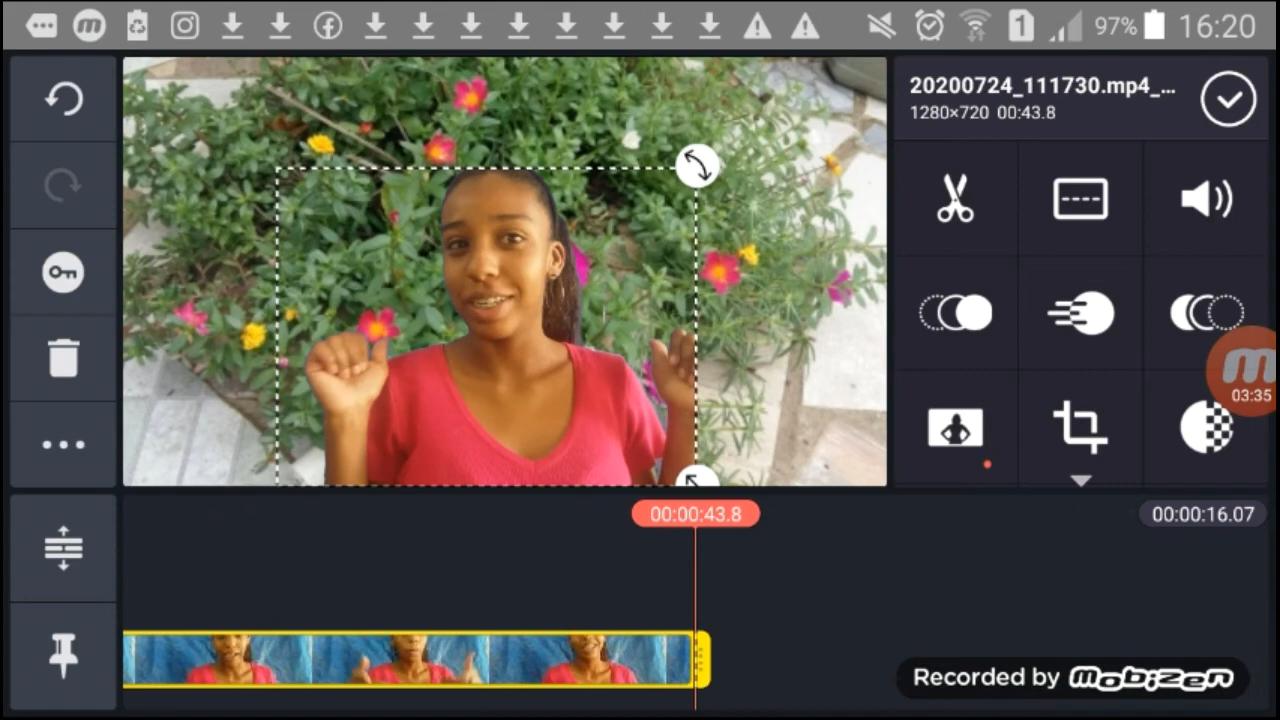 1 97% 16:20
20200724_111730.mp4_...
1280×720 00:43.8
03:35
00:00:43.8
00:00:16.07
Recorded by mobizen